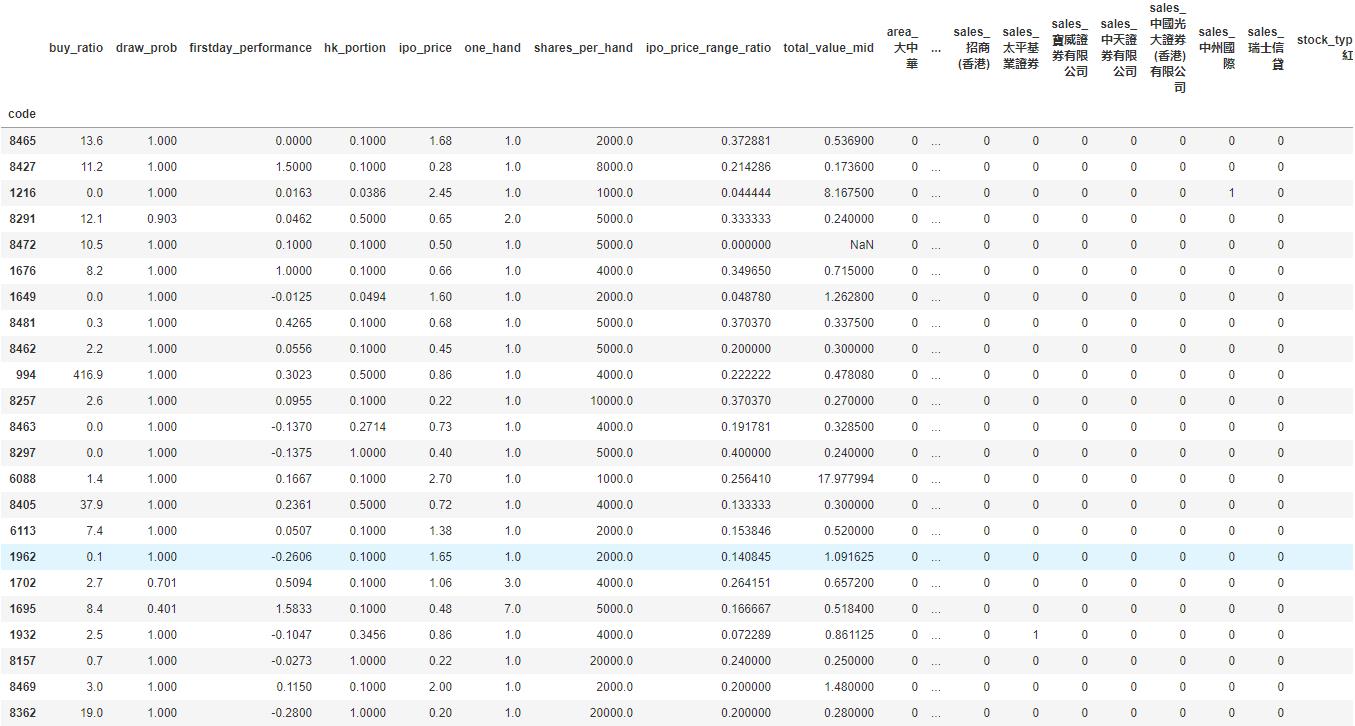 buy_ratio draw_prob firstday_performance hk_portion ipo_price one_hand shares_per_hand ipo_price_range_ratio total_value_mid area_大中華 ... sales_招商(香港) sales_太平基業證券 sales_寶威證券有限公司 sales_中天證券有限公司 sales_中國光大證券(香港)有限公司 sales_中州國際 sales_瑞士信貸 stock_typ 紅
code
8465 13.6 1.000 0.0000 0.1000 1.68 1.0 2000.0 0.372881 0.536900 0 ... 0 0 0 0 0 0 0
8427 11.2 1.000 1.5000 0.1000 0.28 1.0 8000.0 0.214286 0.173600 0 ... 0 0 0 0 0 0 0
1216 0.0 1.000 0.0163 0.0386 2.45 1.0 1000.0 0.044444 8.167500 0 ... 0 0 0 0 0 1 0
8291 12.1 0.903 0.0462 0.5000 0.65 2.0 5000.0 0.333333 0.240000 0 ... 0 0 0 0 0 0 0
8472 10.5 1.000 0.1000 0.1000 0.50 1.0 5000.0 0.000000 NaN 0 ... 0 0 0 0 0 0 0
1676 8.2 1.000 1.0000 0.1000 0.66 1.0 4000.0 0.349650 0.715000 0 ... 0 0 0 0 0 0 0
1649 0.0 1.000 -0.0125 0.0494 1.60 1.0 2000.0 0.048780 1.262800 0 ... 0 0 0 0 0 0 0
8481 0.3 1.000 0.4265 0.1000 0.68 1.0 5000.0 0.370370 0.337500 0 ... 0 0 0 0 0 0 0
8462 2.2 1.000 0.0556 0.1000 0.45 1.0 5000.0 0.200000 0.300000 0 ... 0 0 0 0 0 0 0
994 416.9 1.000 0.3023 0.5000 0.86 1.0 4000.0 0.222222 0.478080 0 ... 0 0 0 0 0 0 0
8257 2.6 1.000 0.0955 0.1000 0.22 1.0 10000.0 0.370370 0.270000 0 ... 0 0 0 0 0 0 0
8463 0.0 1.000 -0.1370 0.2714 0.73 1.0 4000.0 0.191781 0.328500 0 ... 0 0 0 0 0 0 0
8297 0.0 1.000 -0.1375 1.0000 0.40 1.0 5000.0 0.400000 0.240000 0 ... 0 0 0 0 0 0 0
6088 1.4 1.000 0.1667 0.1000 2.70 1.0 1000.0 0.256410 17.977994 0 ... 0 0 0 0 0 0 0
8405 37.9 1.000 0.2361 0.5000 0.72 1.0 4000.0 0.133333 0.300000 0 ... 0 0 0 0 0 0 0
6113 7.4 1.000 0.0507 0.1000 1.38 1.0 2000.0 0.153846 0.520000 0 ... 0 0 0 0 0 0 0
1962 0.1 1.000 -0.2606 0.1000 1.65 1.0 2000.0 0.140845 1.091625 0 ... 0 0 0 0 0 0 0
1702 2.7 0.701 0.5094 0.1000 1.06 3.0 4000.0 0.264151 0.657200 0 ... 0 0 0 0 0 0 0
1695 8.4 0.401 1.5833 0.1000 0.48 7.0 5000.0 0.166667 0.518400 0 ... 0 0 0 0 0 0 0
1932 2.5 1.000 -0.1047 0.3456 0.86 1.0 4000.0 0.072289 0.861125 0 ... 0 1 0 0 0 0 0
8157 0.7 1.000 -0.0273 1.0000 0.22 1.0 20000.0 0.240000 0.250000 0 ... 0 0 0 0 0 0 0
8469 3.0 1.000 0.1150 0.1000 2.00 1.0 2000.0 0.200000 1.480000 0 ... 0 0 0 0 0 0 0
8362 19.0 1.000 -0.2800 1.0000 0.20 1.0 20000.0 0.200000 0.280000 0 ... 0 0 0 0 0 0 0